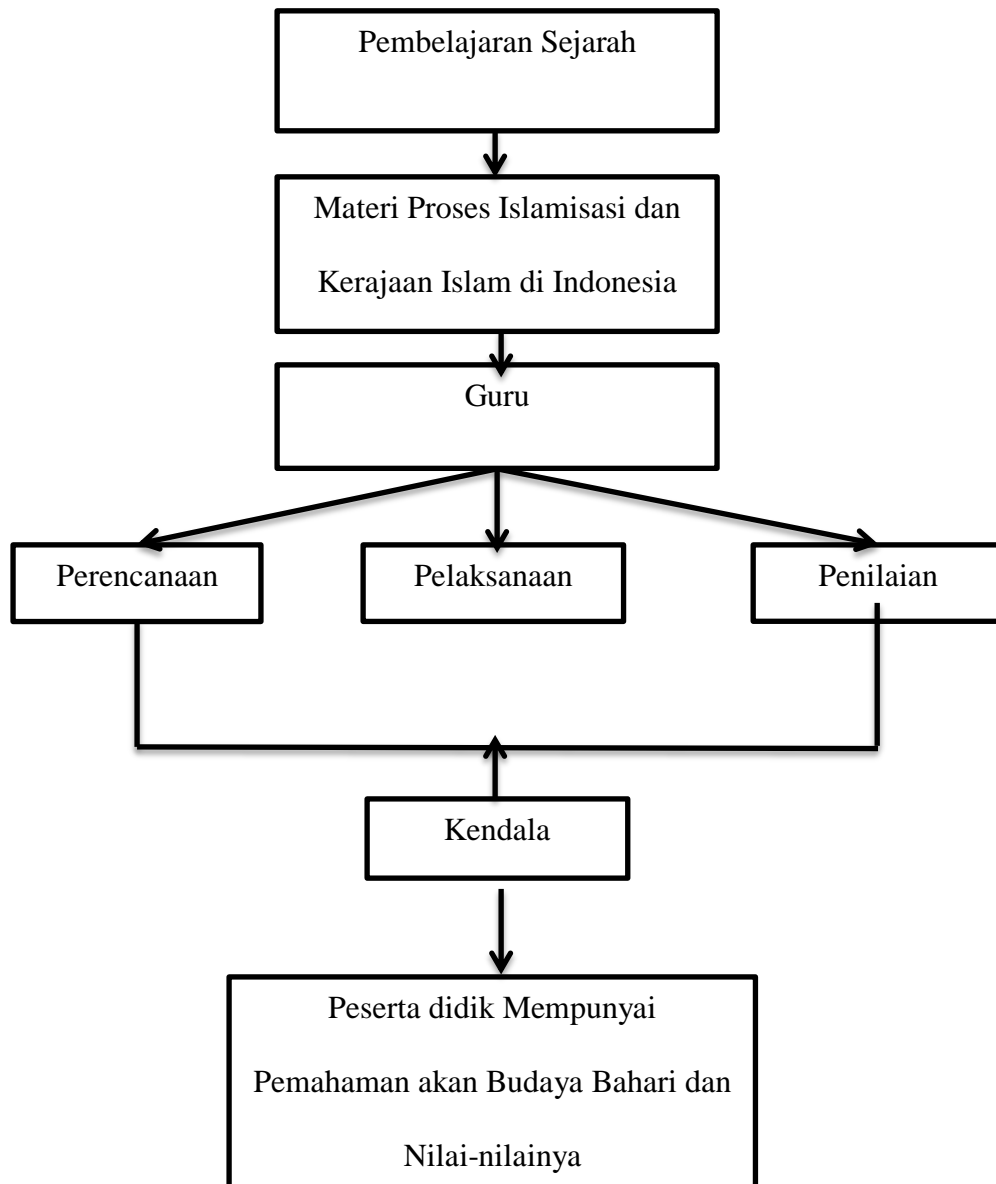 Pembelajaran Sejarah
Materi Proses Islamisasi dan
Kerajaan Islam di Indonesia
Guru
Perencanaan
Pelaksanaan
Penilaian
Kendala
Peserta didik Mempunyai
Pemahaman akan Budaya Bahari dan
Nilai-nilainya